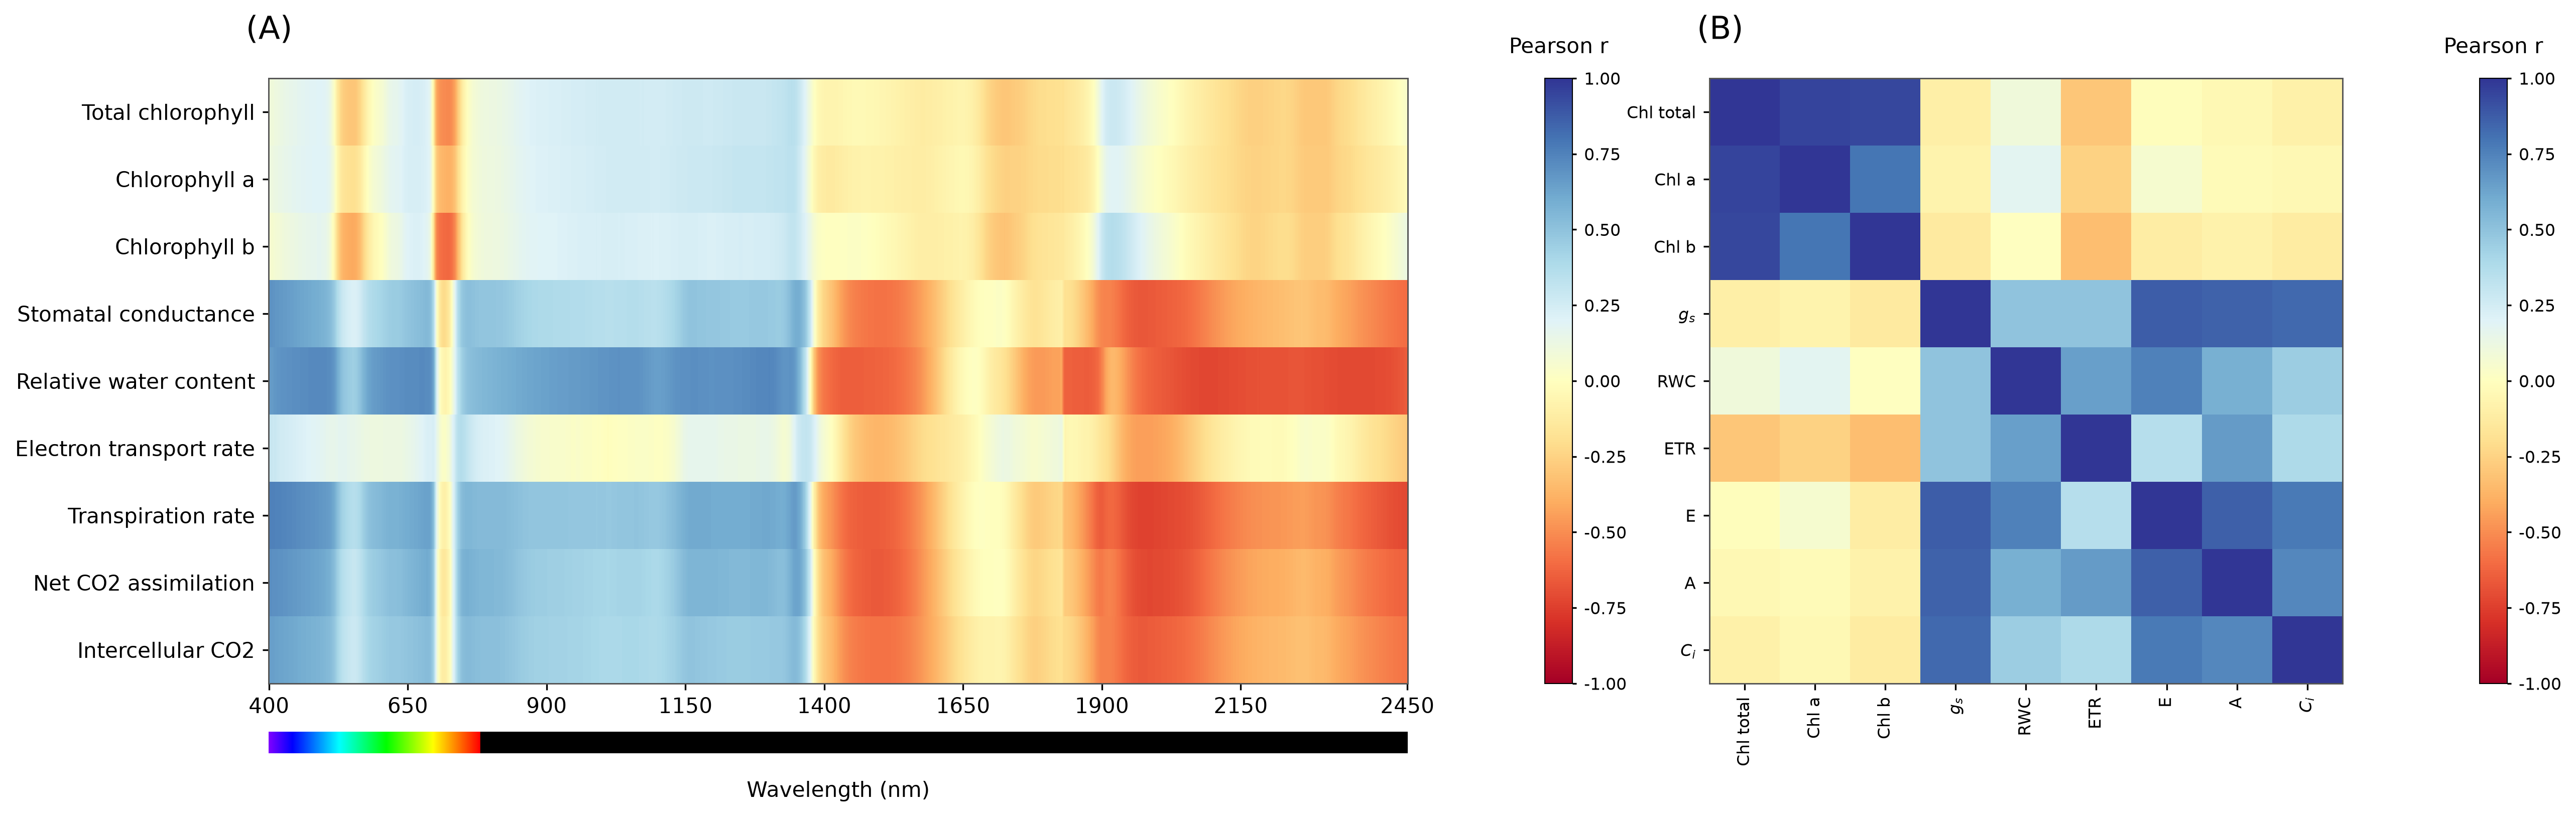 (A)
Pearson r
Total chlorophyll
Chlorophyll a
Chlorophyll b
Stomatal conductance
Relative water content
Electron transport rate
Transpiration rate
Net CO2 assimilation
Intercellular CO2
400 650 900 1150 1400 1650 1900 2150 2450
Wavelength (nm)
1.00
0.75
0.50
0.25
0.00
-0.25
-0.50
-0.75
-1.00
(B)
Pearson r
Chl total
Chl a
Chl b
gₛ
RWC
ETR
E
A
Cᵢ
Chl total
Chl a
Chl b
gₛ
RWC
ETR
E
A
Cᵢ
1.00
0.75
0.50
0.25
0.00
-0.25
-0.50
-0.75
-1.00